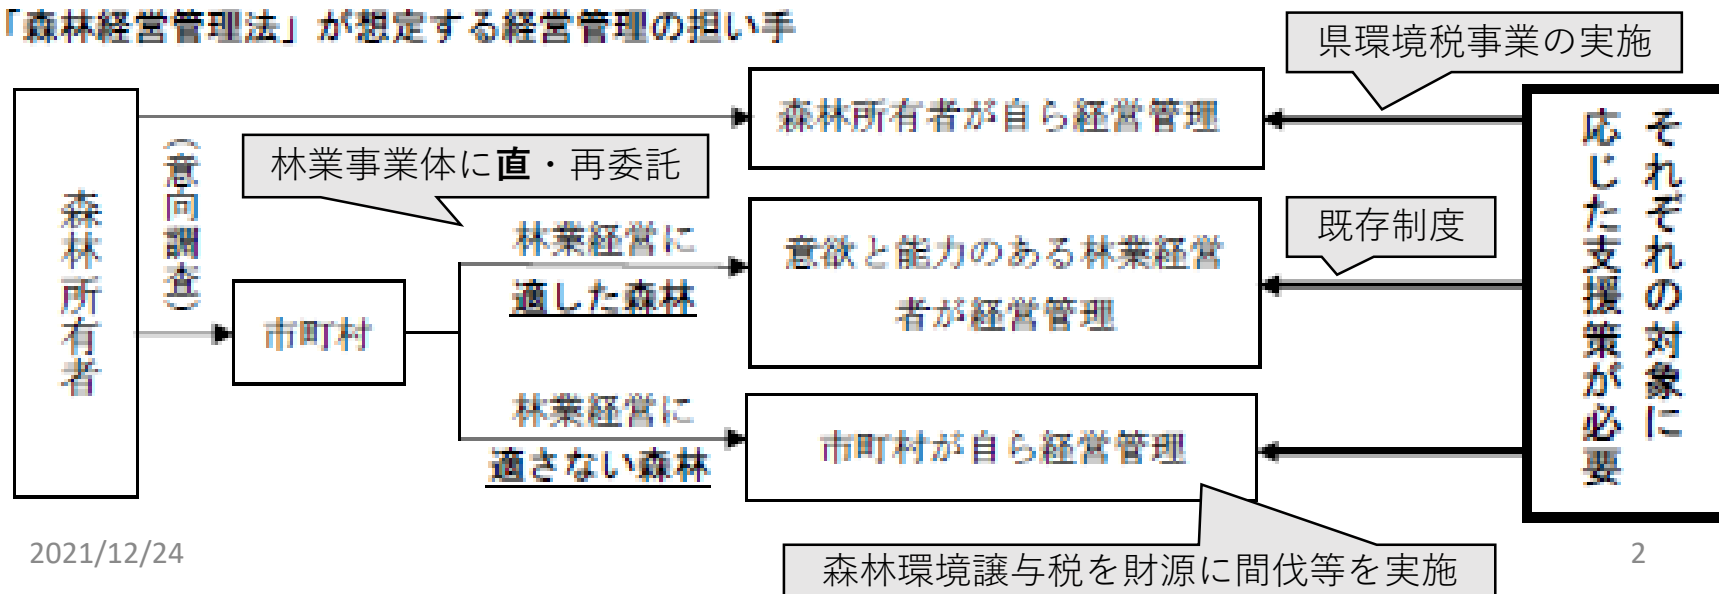 「森林経営管理法」が想定する経営管理の担い手
県環境税事業の実施
森林所有者
（意向調査）
林業事業体に直・再委託
市町村
林業経営に
適した森林
林業経営に
適さない森林
森林所有者が自ら経営管理
意欲と能力のある林業経営
者が経営管理
市町村が自ら経営管理
既存制度
それぞれの対象に
応じた支援策が必要
森林環境譲与税を財源に間伐等を実施
2021/12/24
2